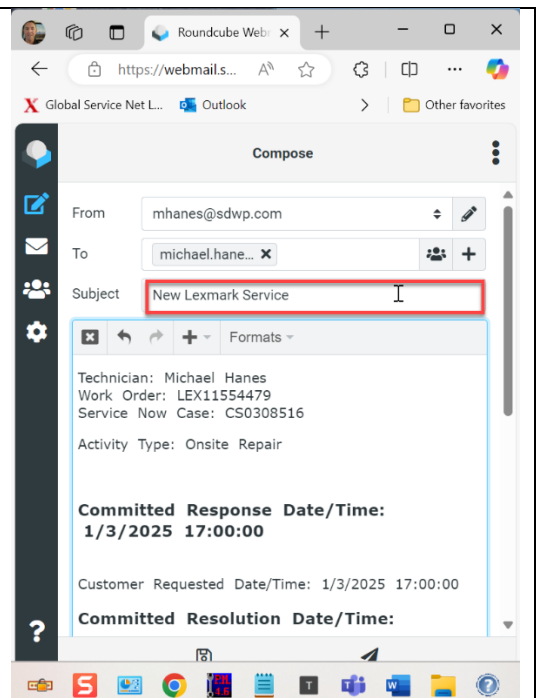 Roundcube Webr
https://webmail.s...
Global Service Net L...
Outlook
Other favorites
Compose
From
mhanes@sdwp.com
To
michael.hane...
Subject
New Lexmark Service
Formats
Technician: Michael Hanes
Work Order: LEX11554479
Service Now Case: CS0308516
Activity Type: Onsite Repair
Committed Response Date/Time:
1/3/2025 17:00:00
Customer Requested Date/Time: 1/3/2025 17:00:00
Committed Resolution Date/Time: